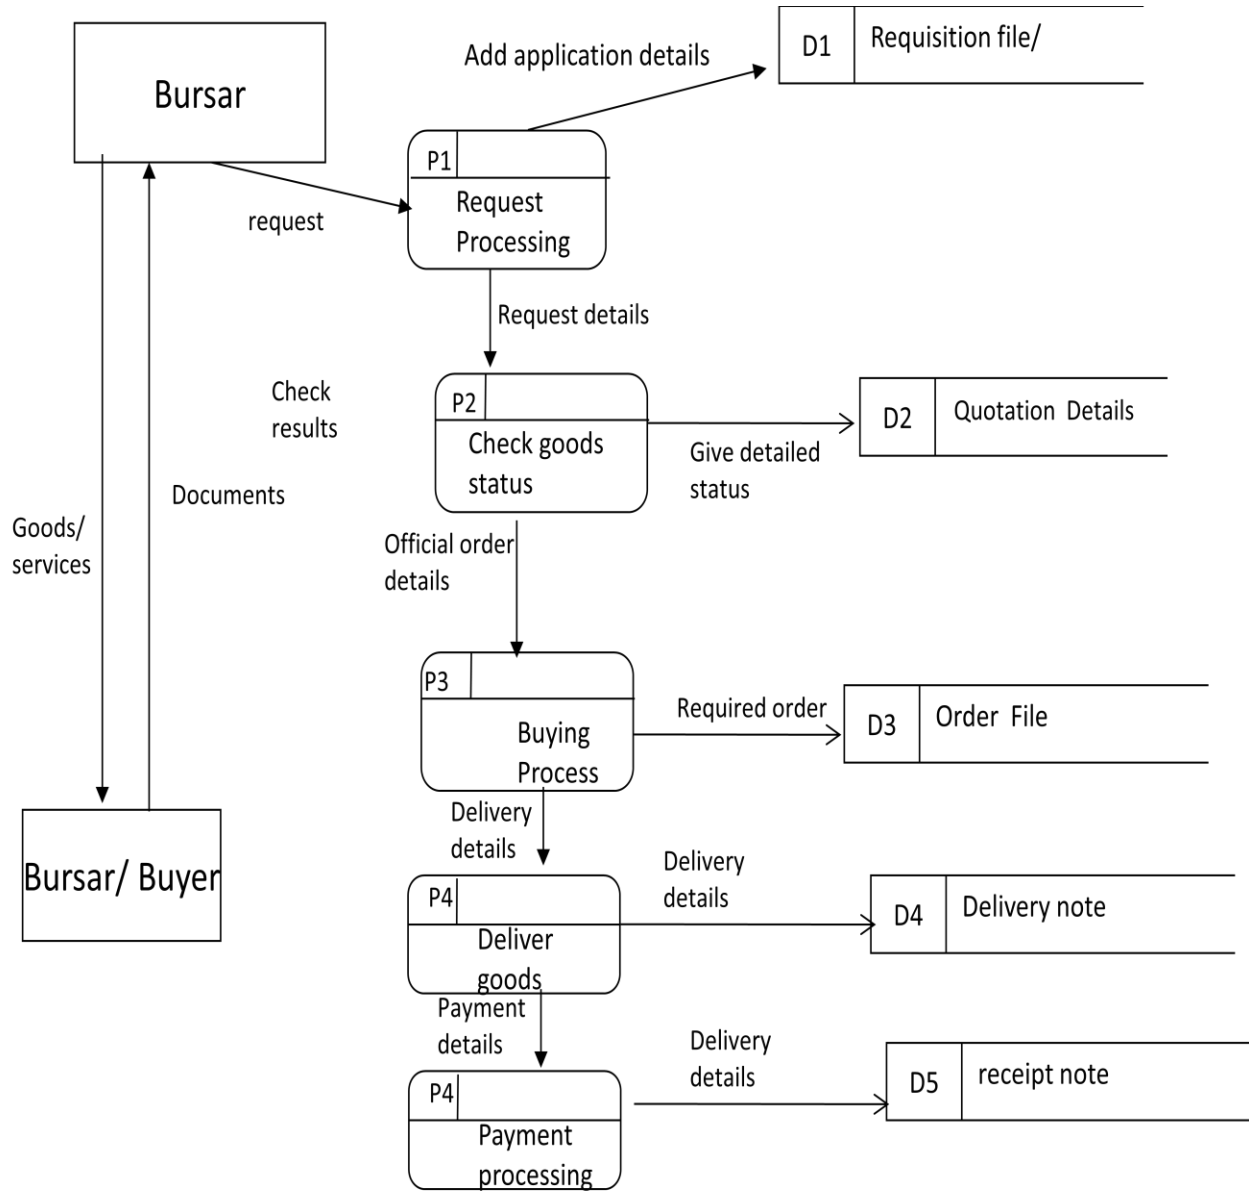 Bursar
Add application details
D1
Requisition file/
P1
Request
Processing
request
Request details
Check
results
P2
Check goods
status
Give detailed
status
D2
Quotation  Details
Documents
Goods/
services
Official order
details
P3
Buying
Process
Required order
D3
Order  File
Bursar/ Buyer
Delivery
details
P4
Deliver
goods
Delivery
details
D4
Delivery note
Payment
details
P4
Payment
processing
Delivery
details
D5
receipt note